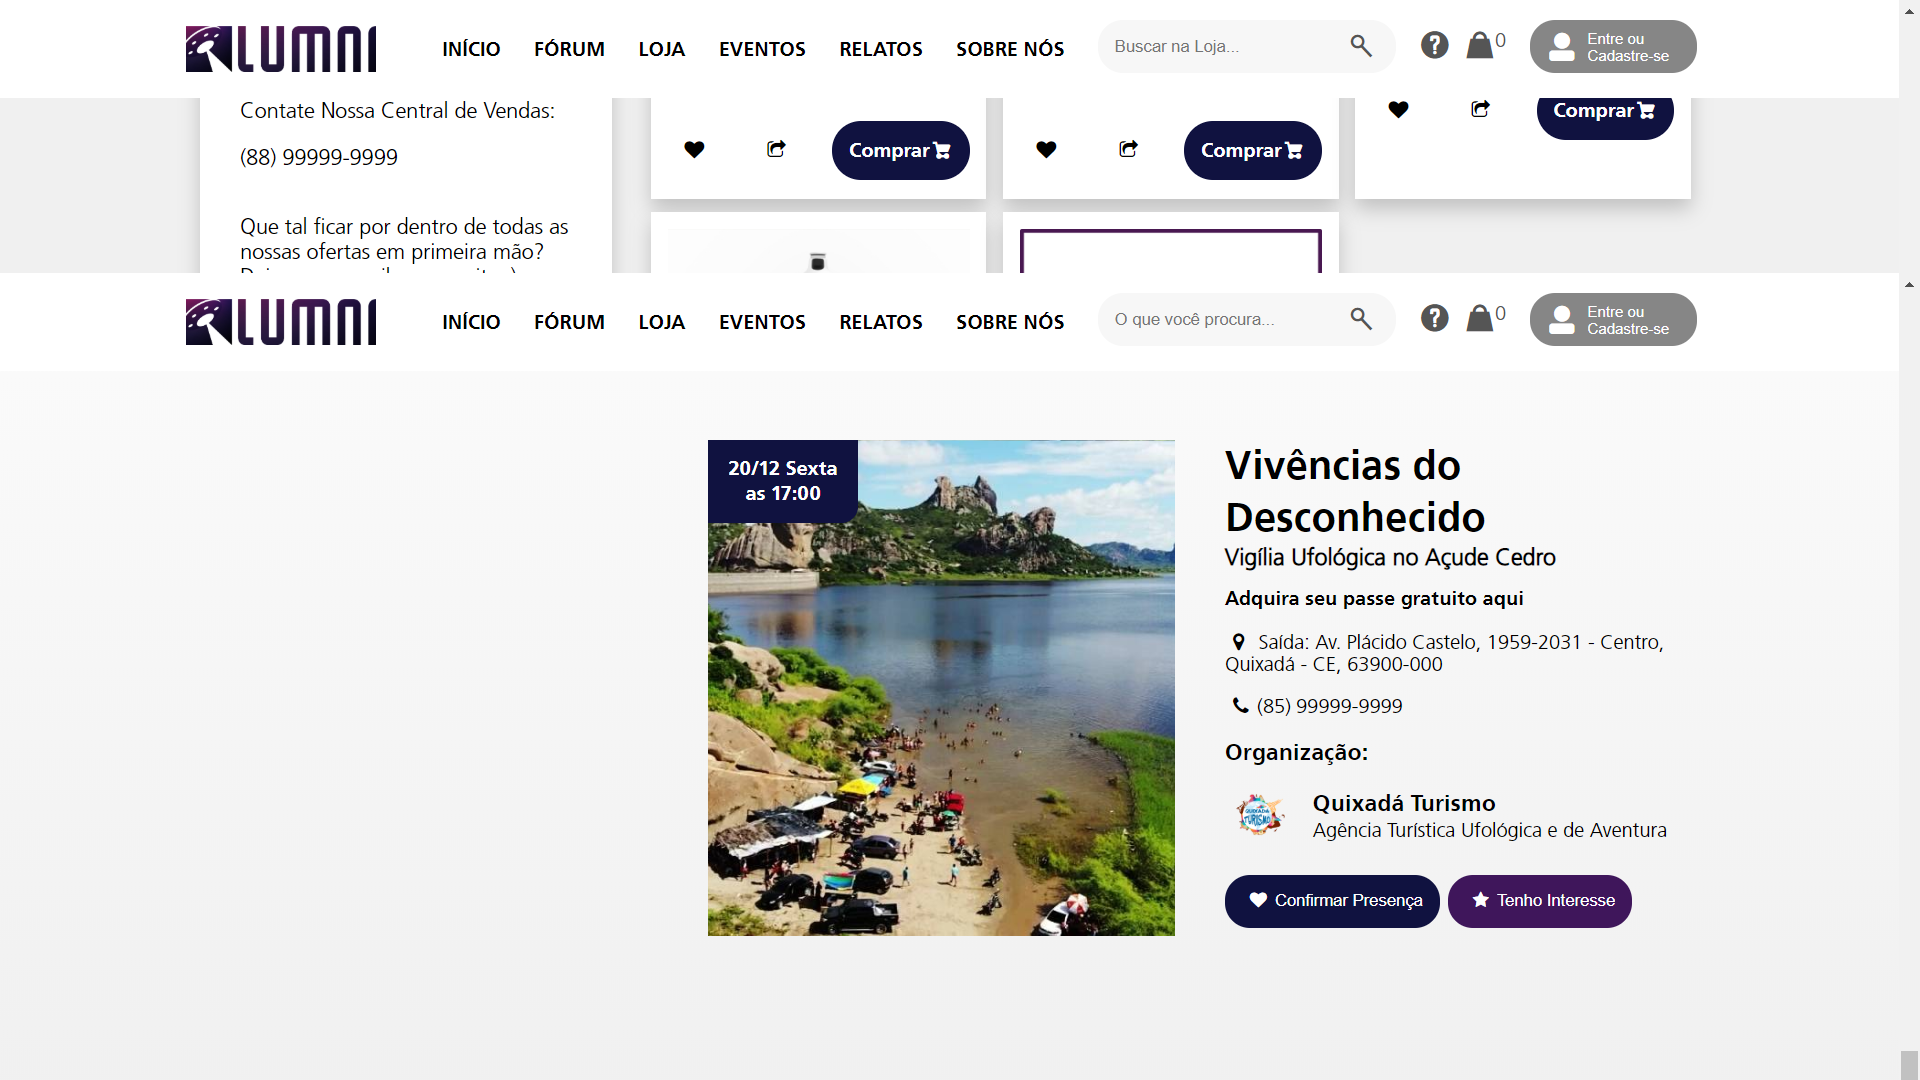 LUMNI
INÍCIO FÓRUM LOJA EVENTOS RELATOS SOBRE NÓS
Buscar na Loja...
? 0
Entre ou
Cadastre-se
Contate Nossa Central de Vendas:
(88) 99999-9999
Que tal ficar por dentro de todas as
nossas ofertas em primeira mão?
Comprar
Comprar
Comprar
LUMNI
INÍCIO FÓRUM LOJA EVENTOS RELATOS SOBRE NÓS
O que você procura...
? 0
Entre ou
Cadastre-se
20/12 Sexta
as 17:00
Vivências do
Desconhecido
Vigília Ufológica no Açude Cedro
Adquira seu passe gratuito aqui
Saída: Av. Plácido Castelo, 1959-2031 - Centro,
Quixadá - CE, 63900-000
(85) 99999-9999
Organização:
QUIXADÁ
TURISMO
Quixadá Turismo
Agência Turística Ufológica e de Aventura
Confirmar Presença
Tenho Interesse